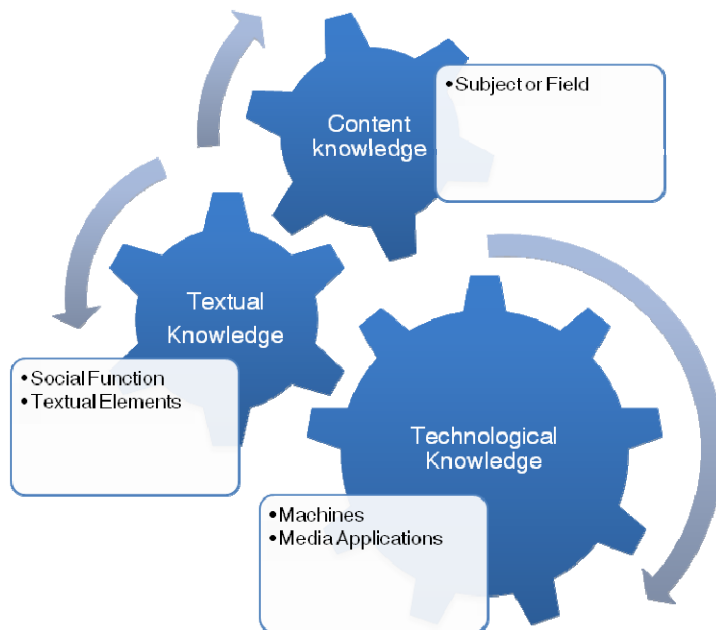 Content
knowledge
• Subject or Field
Textual
Knowledge
• Social Function
• Textual Elements
Technological
Knowledge
• Machines
• Media Applications